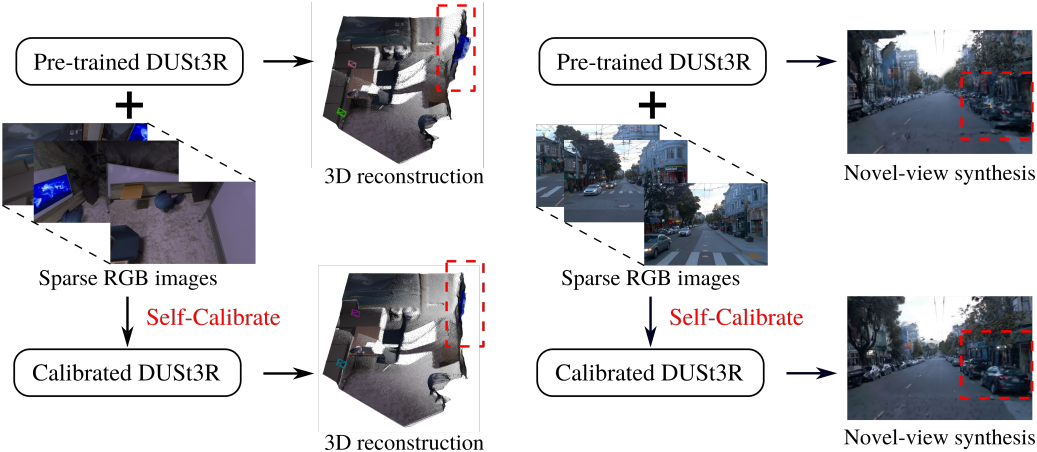 Pre-trained DUSt3R
+
Sparse RGB images
Self-Calibrate
Calibrated DUSt3R
3D reconstruction
3D reconstruction
Pre-trained DUSt3R
+
Sparse RGB images
Self-Calibrate
Calibrated DUSt3R
Novel-view synthesis
Novel-view synthesis